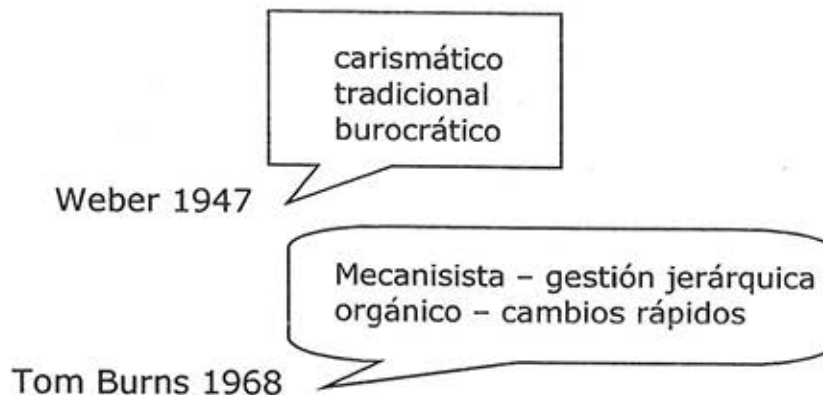 carismático
tradicional
burocrático
Weber 1947
Mecanisista – gestión jerárquica
orgánico – cambios rápidos
Tom Burns 1968